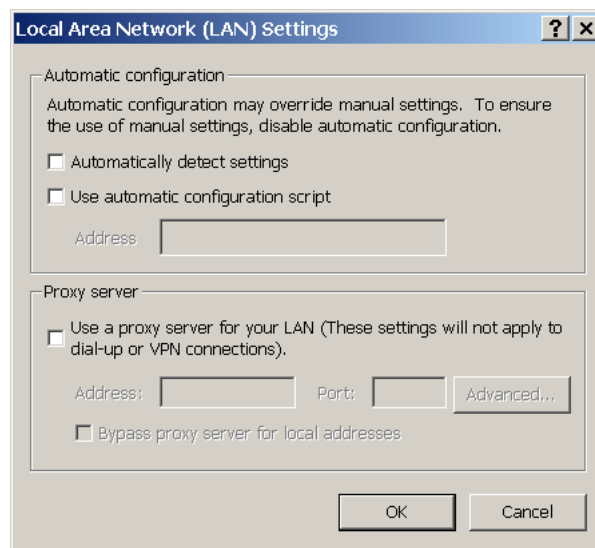 Local Area Network (LAN) Settings
Automatic configuration
Automatic configuration may override manual settings. To ensure
the use of manual settings, disable automatic configuration.
Automatically detect settings
Use automatic configuration script
Address
Proxy server
Use a proxy server for your LAN (These settings will not apply to
dial-up or VPN connections).
Address: Port: Advanced...
Bypass proxy server for local addresses
OK Cancel